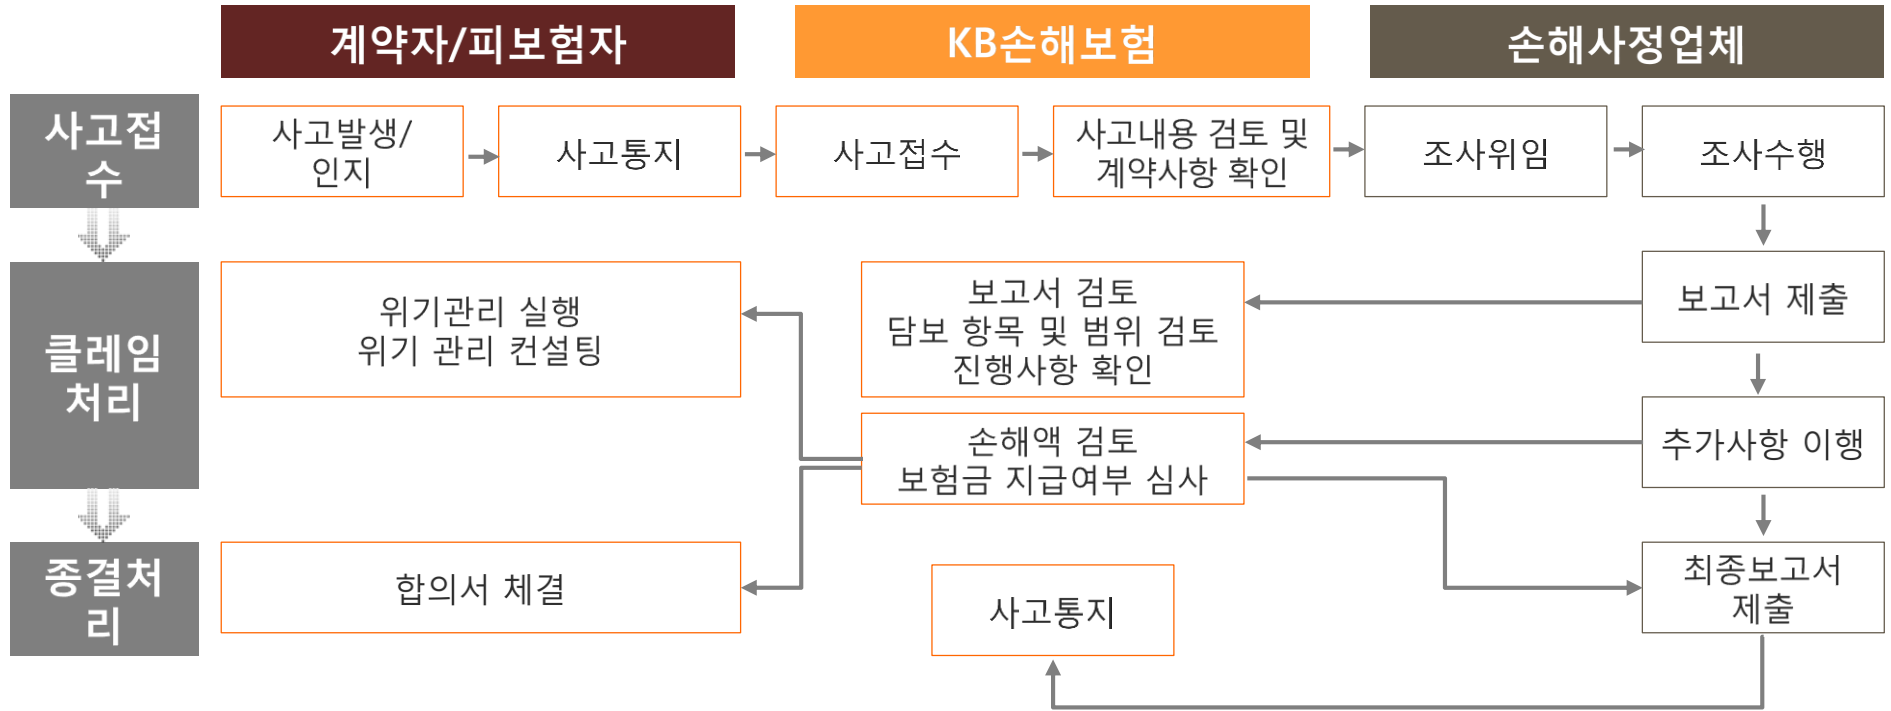 계약자/피보험자
KB손해보험
손해사정업체
사고접
수
사고발생/
인지
사고통지
사고접수
사고내용 검토 및
계약사항 확인
조사위임
조사수행
클레임
처리
위기관리 실행
위기 관리 컨설팅
보고서 검토
담보 항목 및 범위 검토
진행사항 확인
보고서 제출
손해액 검토
보험금 지급여부 심사
추가사항 이행
종결처
리
합의서 체결
사고통지
최종보고서
제출